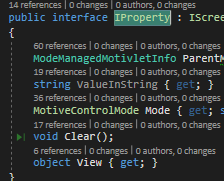 14 references | 0 changes | 0 authors, 0 changes
public interface IProperty : IScree
{
60 references | 0 changes | 0 authors, 0 changes
ModeManagedMotivletInfo ParentM
19 references | 0 changes | 0 authors, 0 changes
string ValueInString { get; }
36 references | 0 changes | 0 authors, 0 changes
MotiveControlMode Mode { get; s
17 references | 0 changes | 0 authors, 0 changes
void Clear();
6 references | 0 changes | 0 authors, 0 changes
object View { get; }
}